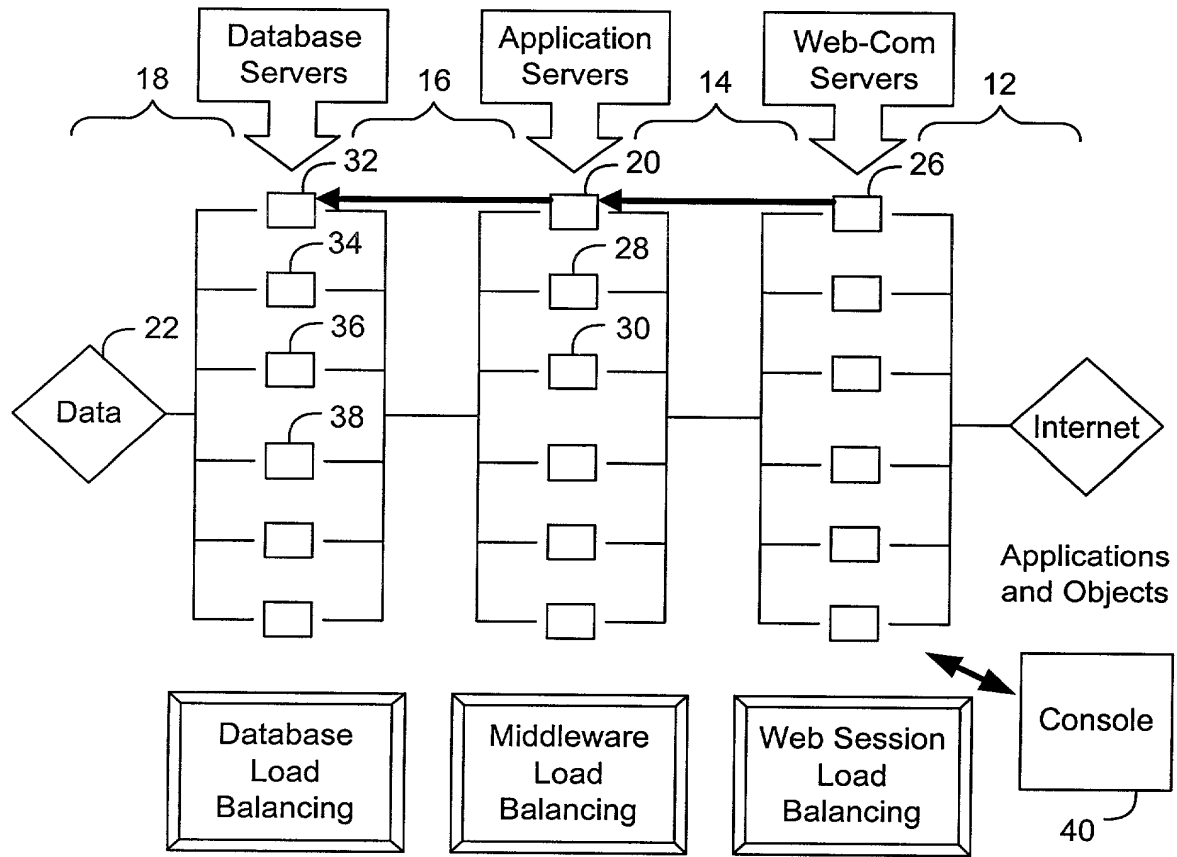 Database
Servers
Application
Servers
Web-Com
Servers
18
16
14
12
32
20
26
34
28
22
36
30
Data
38
Internet
Applications
and Objects
Database
Load
Balancing
Middleware
Load
Balancing
Web Session
Load
Balancing
Console
40